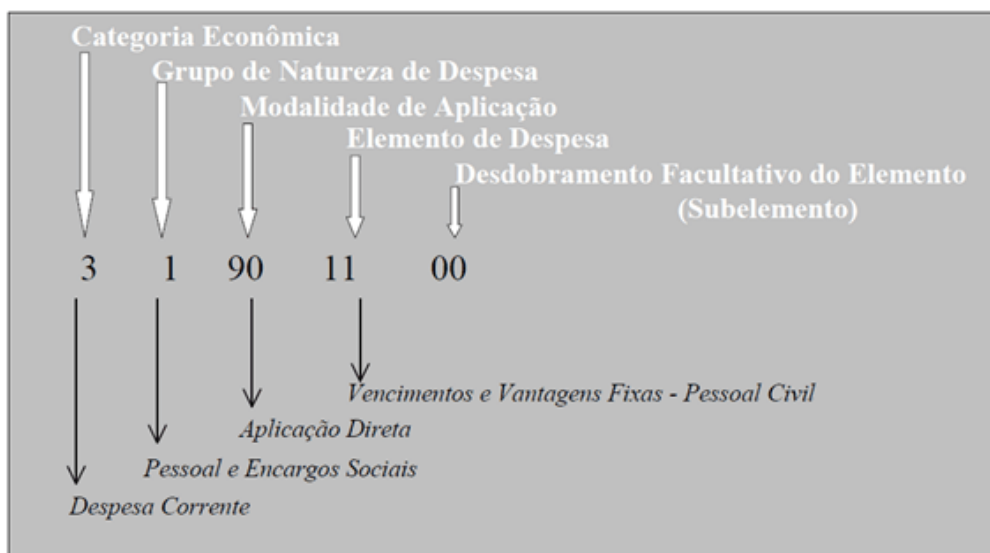 Categoria Econômica
Grupo de Natureza de Despesa
Modalidade de Aplicação
Elemento de Despesa
Desdobramento Facultativo do Elemento
(Subelemento)
3 1 90 11 00
Vencimentos e Vantagens Fixas - Pessoal Civil
Aplicação Direta
Pessoal e Encargos Sociais
Despesa Corrente